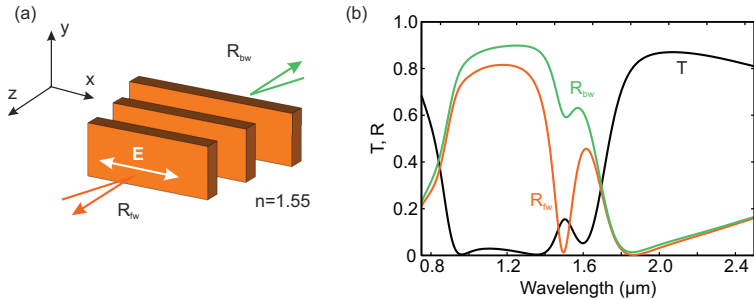 (a)
y
x
z
R_bw
E
R_fw
n=1.55
(b)
T, R
1.0
0.8
0.6
0.4
0.2
0
R_bw
T
R_fw
0.8 1.2 1.6 2.0 2.4
Wavelength (μm)